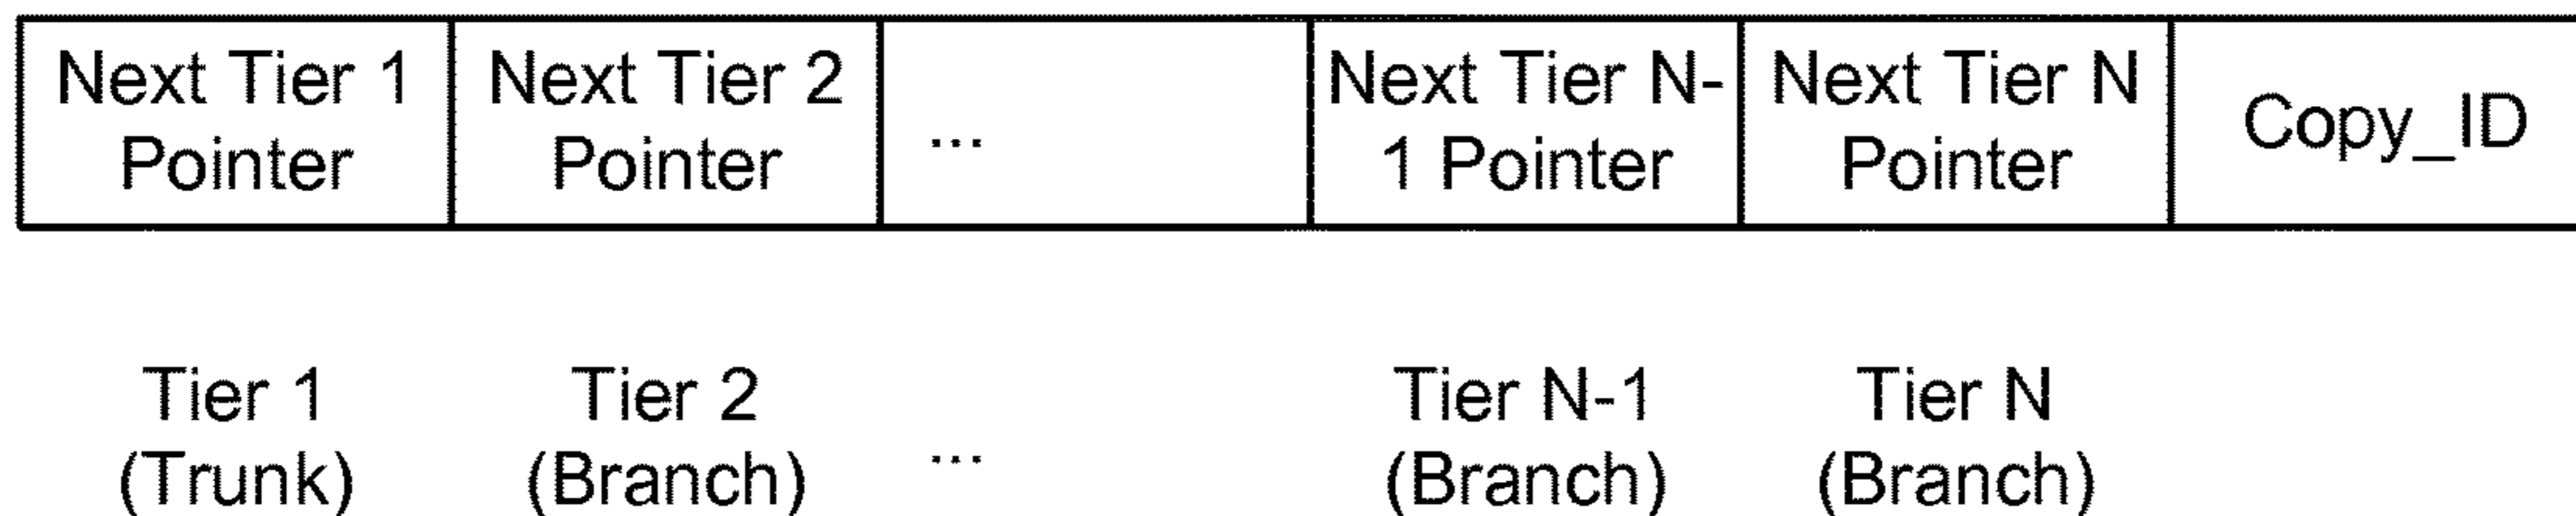 Next Tier 1
Pointer
Next Tier 2
Pointer
...
Next Tier N-
1 Pointer
Next Tier N
Pointer
Copy_ID
Tier 1
(Trunk)
Tier 2
(Branch)
...
Tier N-1
(Branch)
Tier N
(Branch)